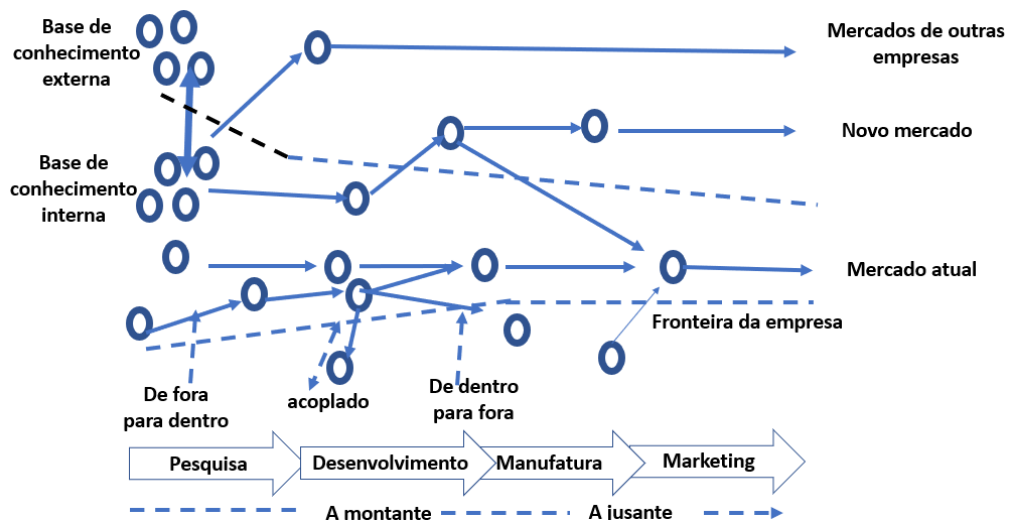 Base de
conhecimento
externa
Mercados de outras
empresas
Novo mercado
Base de
conhecimento
interna
Mercado atual
Fronteira da empresa
De fora
para dentro
acoplado
De dentro
para fora
Pesquisa
Desenvolvimento
Manufatura
Marketing
A montante
A jusante